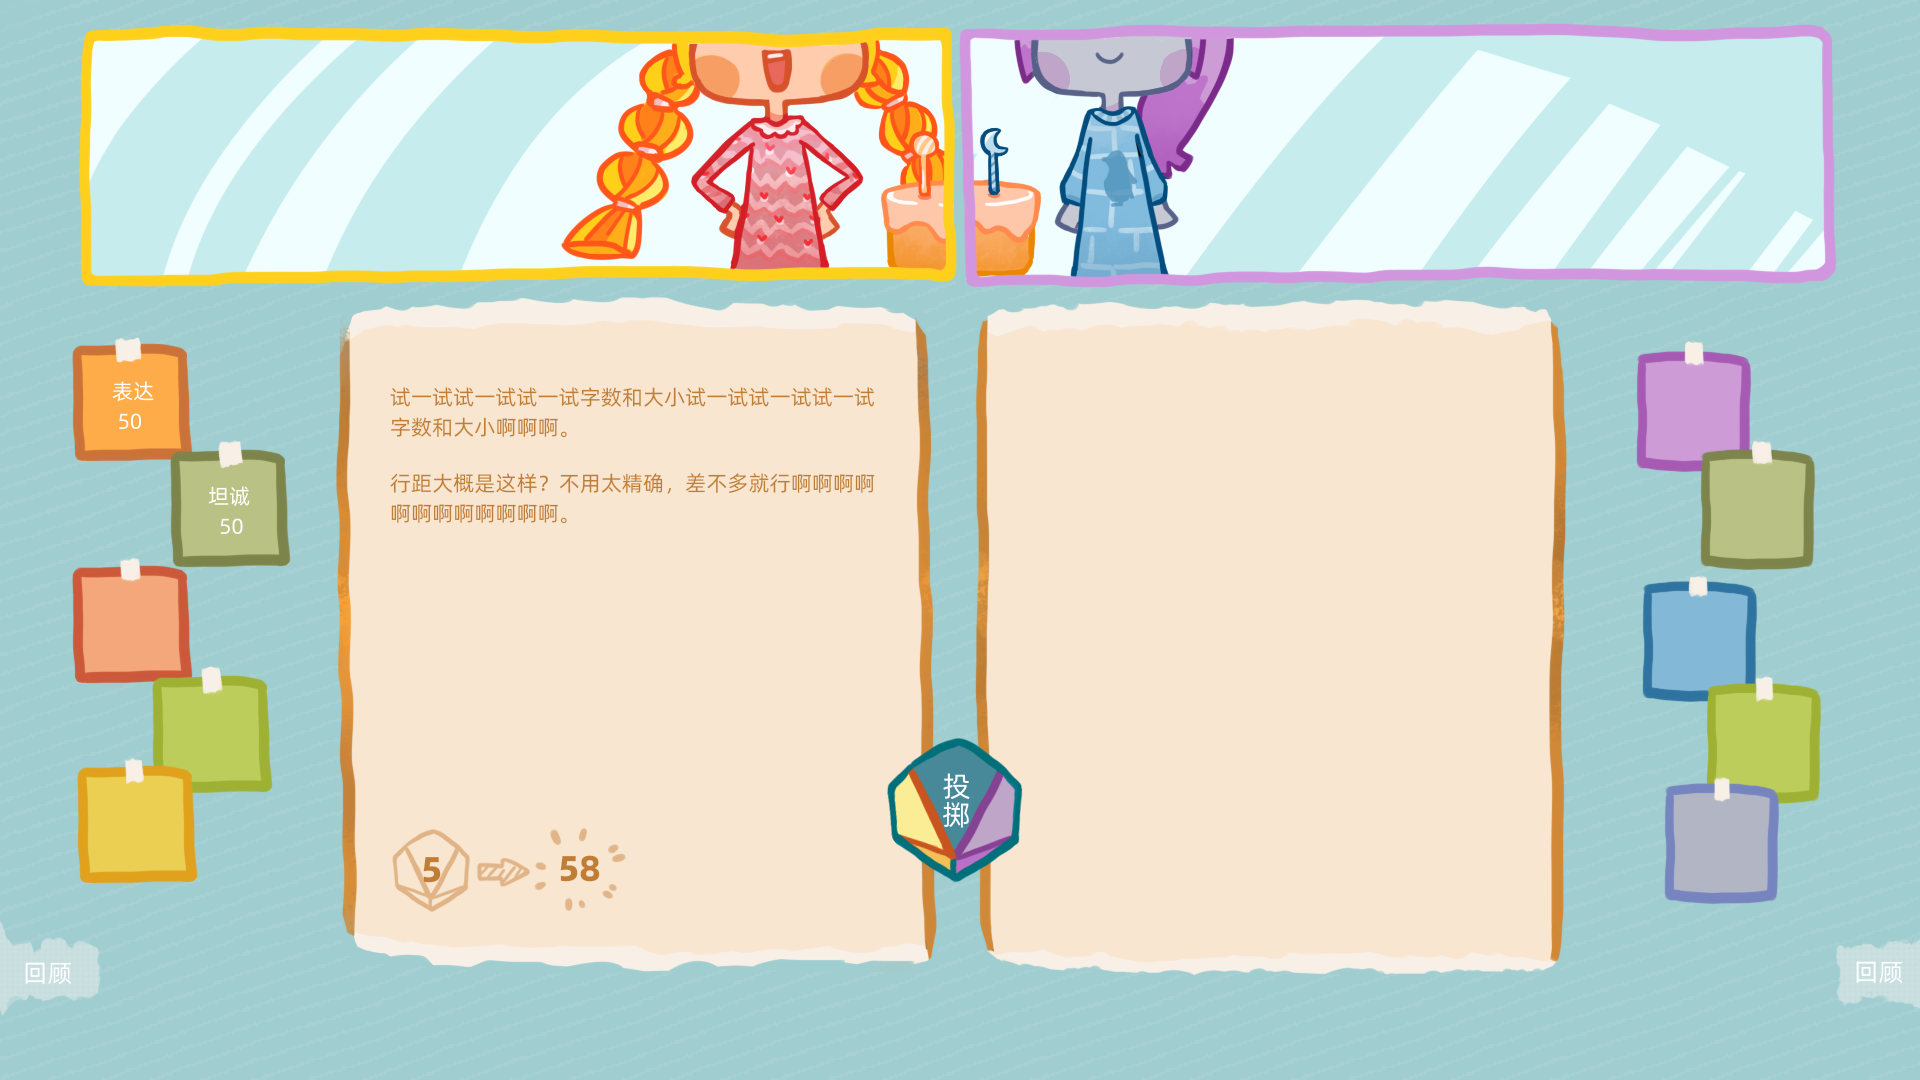 表达
50
坦诚
50
试一试试一试试一试字数和大小试一试试一试试一试
字数和大小啊啊啊。
行距大概是这样？不用太精确，差不多就行啊啊啊啊
啊啊啊啊啊啊啊啊。
5
58
投
掷
回顾
回顾